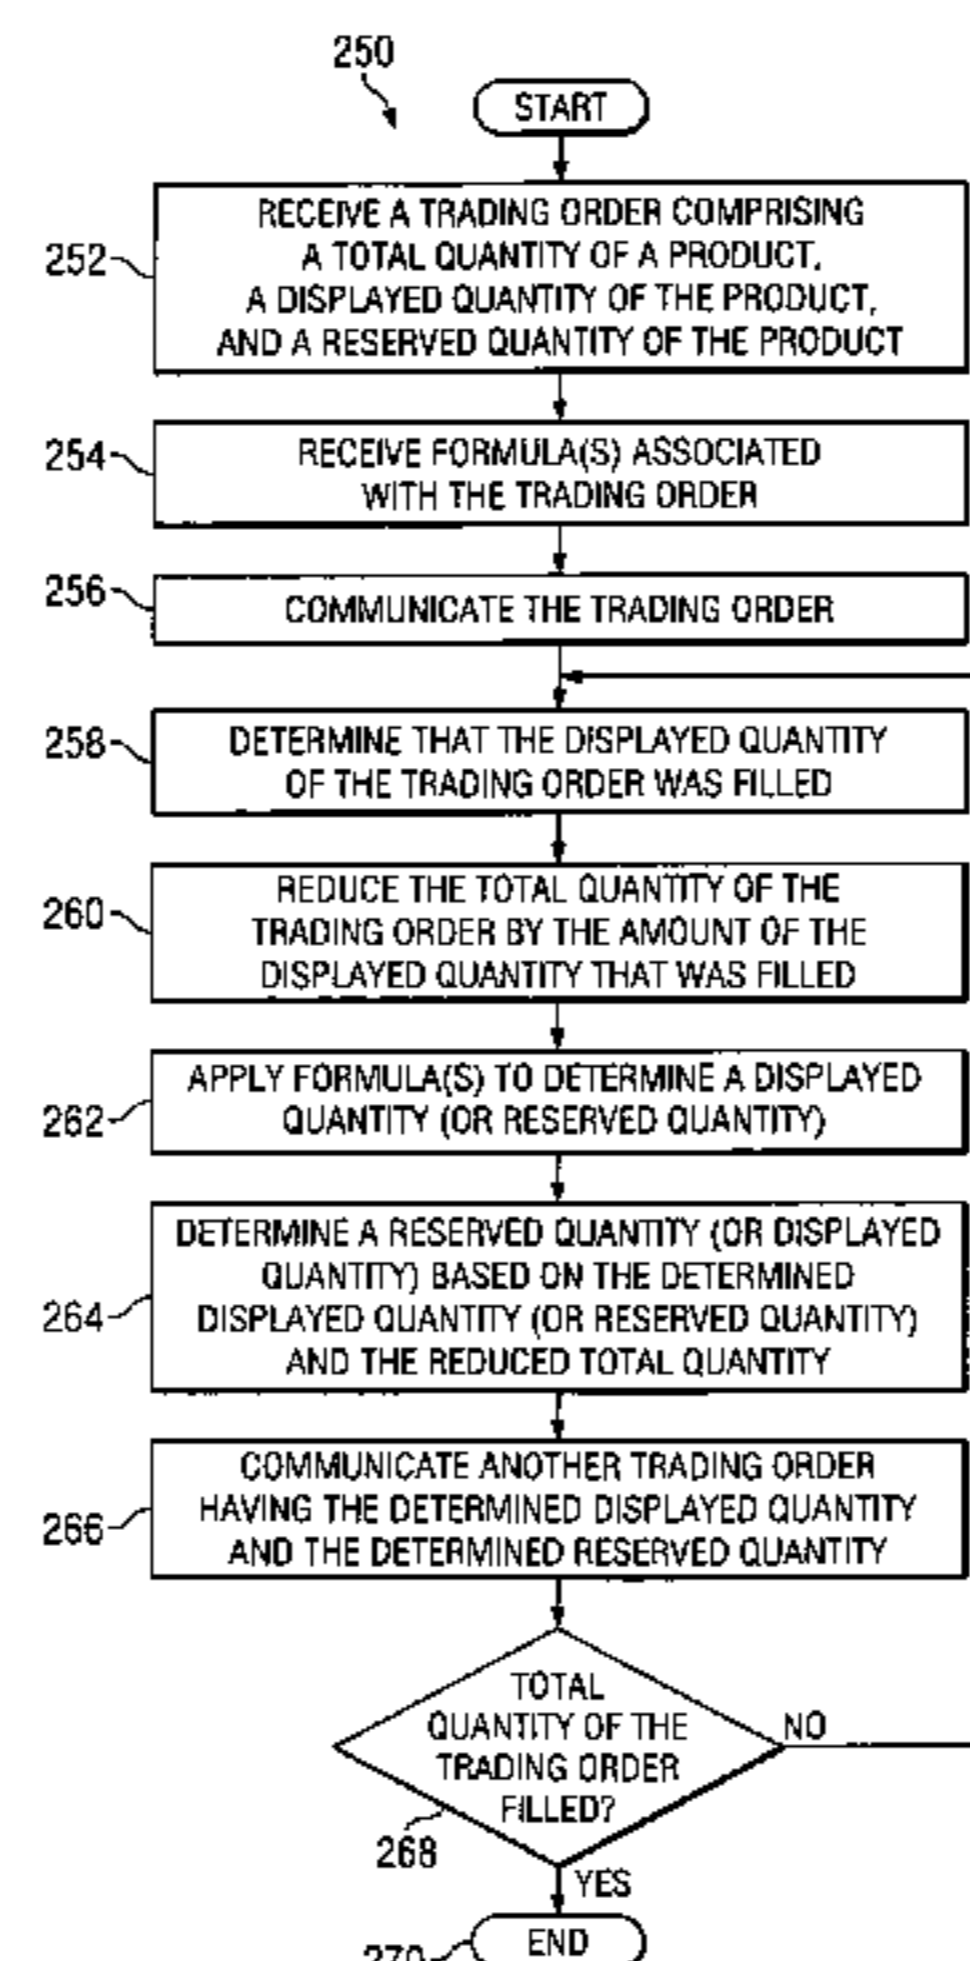 250
START
252
RECEIVE A TRADING ORDER COMPRISING
A TOTAL QUANTITY OF A PRODUCT,
A DISPLAYED QUANTITY OF THE PRODUCT,
AND A RESERVED QUANTITY OF THE PRODUCT
254
RECEIVE FORMULA(S) ASSOCIATED
WITH THE TRADING ORDER
256
COMMUNICATE THE TRADING ORDER
258
DETERMINE THAT THE DISPLAYED QUANTITY
OF THE TRADING ORDER WAS FILLED
260
REDUCE THE TOTAL QUANTITY OF THE
TRADING ORDER BY THE AMOUNT OF THE
DISPLAYED QUANTITY THAT WAS FILLED
262
APPLY FORMULA(S) TO DETERMINE A DISPLAYED
QUANTITY (OR RESERVED QUANTITY)
264
DETERMINE A RESERVED QUANTITY (OR DISPLAYED
QUANTITY) BASED ON THE DETERMINED
DISPLAYED QUANTITY (OR RESERVED QUANTITY)
AND THE REDUCED TOTAL QUANTITY
266
COMMUNICATE ANOTHER TRADING ORDER
HAVING THE DETERMINED DISPLAYED QUANTITY
AND THE DETERMINED RESERVED QUANTITY
TOTAL
QUANTITY OF THE
TRADING ORDER
FILLED?
NO
268
YES
270
END